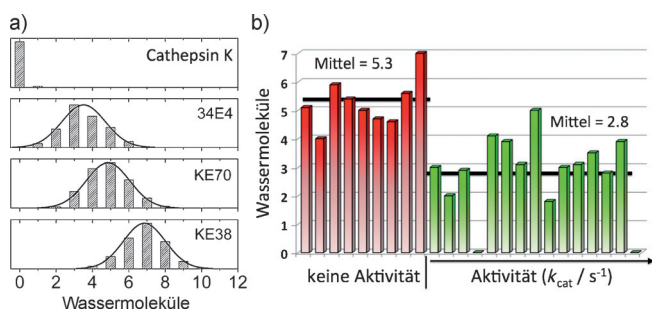 a)
Cathepsin K
34E4
KE70
KE38
0 2 4 6 8 10 12
Wassermoleküle
b)
7
6
5
4
3
2
1
0
Wassermoleküle
Mittel = 5.3
Mittel = 2.8
keine Aktivität
Aktivität (kcat / s-1)